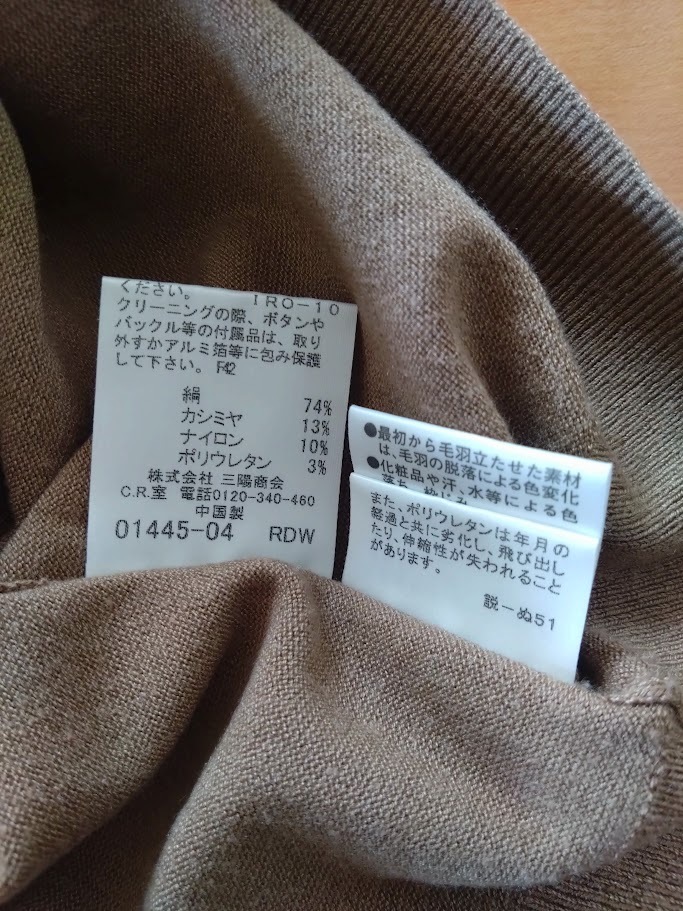 ください。 IRO-10
クリーニングの際、ボタンや
バックル等の付属品は、取り
外すかアルミ箔等に包み保護
して下さい。 F42
絹 74%
カシミヤ 13%
ナイロン 10%
ポリウレタン 3%
株式会社 三陽商会
C.R.室 電話0120-340-460
中国製
01445-04 RDW
●最初から毛羽立たせた素材
は、毛羽の脱落による色変化
●化粧品や汗、水等による色
また、ポリウレタンは年月の
経過と共に劣化し、飛び出し
たり、伸縮性が失われること
があります。
説-ぬ51